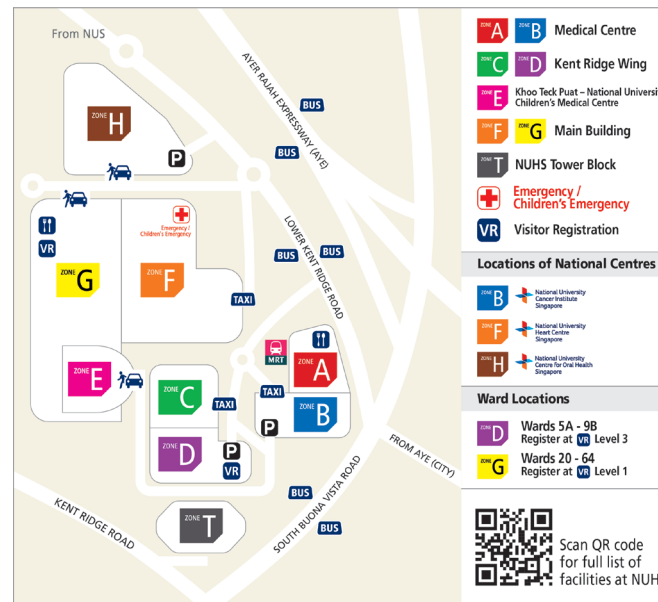 From NUS
AYER RAJAH EXPRESSWAY (AYE)
BUS
BUS
ZONE H
P
LOWER KENT RIDGE ROAD
VR
Emergency /
Children's Emergency
ZONE G
ZONE F
BUS
BUS
TAXI
MRT
ZONE A
ZONE E
ZONE C
TAXI
TAXI
ZONE B
P
ZONE D
P
VR
FROM AYE (CITY)
KENT RIDGE ROAD
ZONE T
SOUTH BUONA VISTA ROAD
BUS
BUS
ZONE A ZONE B Medical Centre
ZONE C ZONE D Kent Ridge Wing
ZONE E Khoo Teck Puat – National Universi
Children's Medical Centre
ZONE F ZONE G Main Building
ZONE T NUHS Tower Block
Emergency /
Children's Emergency
VR Visitor Registration
Locations of National Centres
ZONE B National University
Cancer Institute
Singapore
ZONE F National University
Heart Centre
Singapore
ZONE H National University
Centre for Oral Health
Singapore
Ward Locations
ZONE D Wards 5A - 9B
Register at VR Level 3
ZONE G Wards 20 - 64
Register at VR Level 1
Scan QR code
for full list of
facilities at NUH